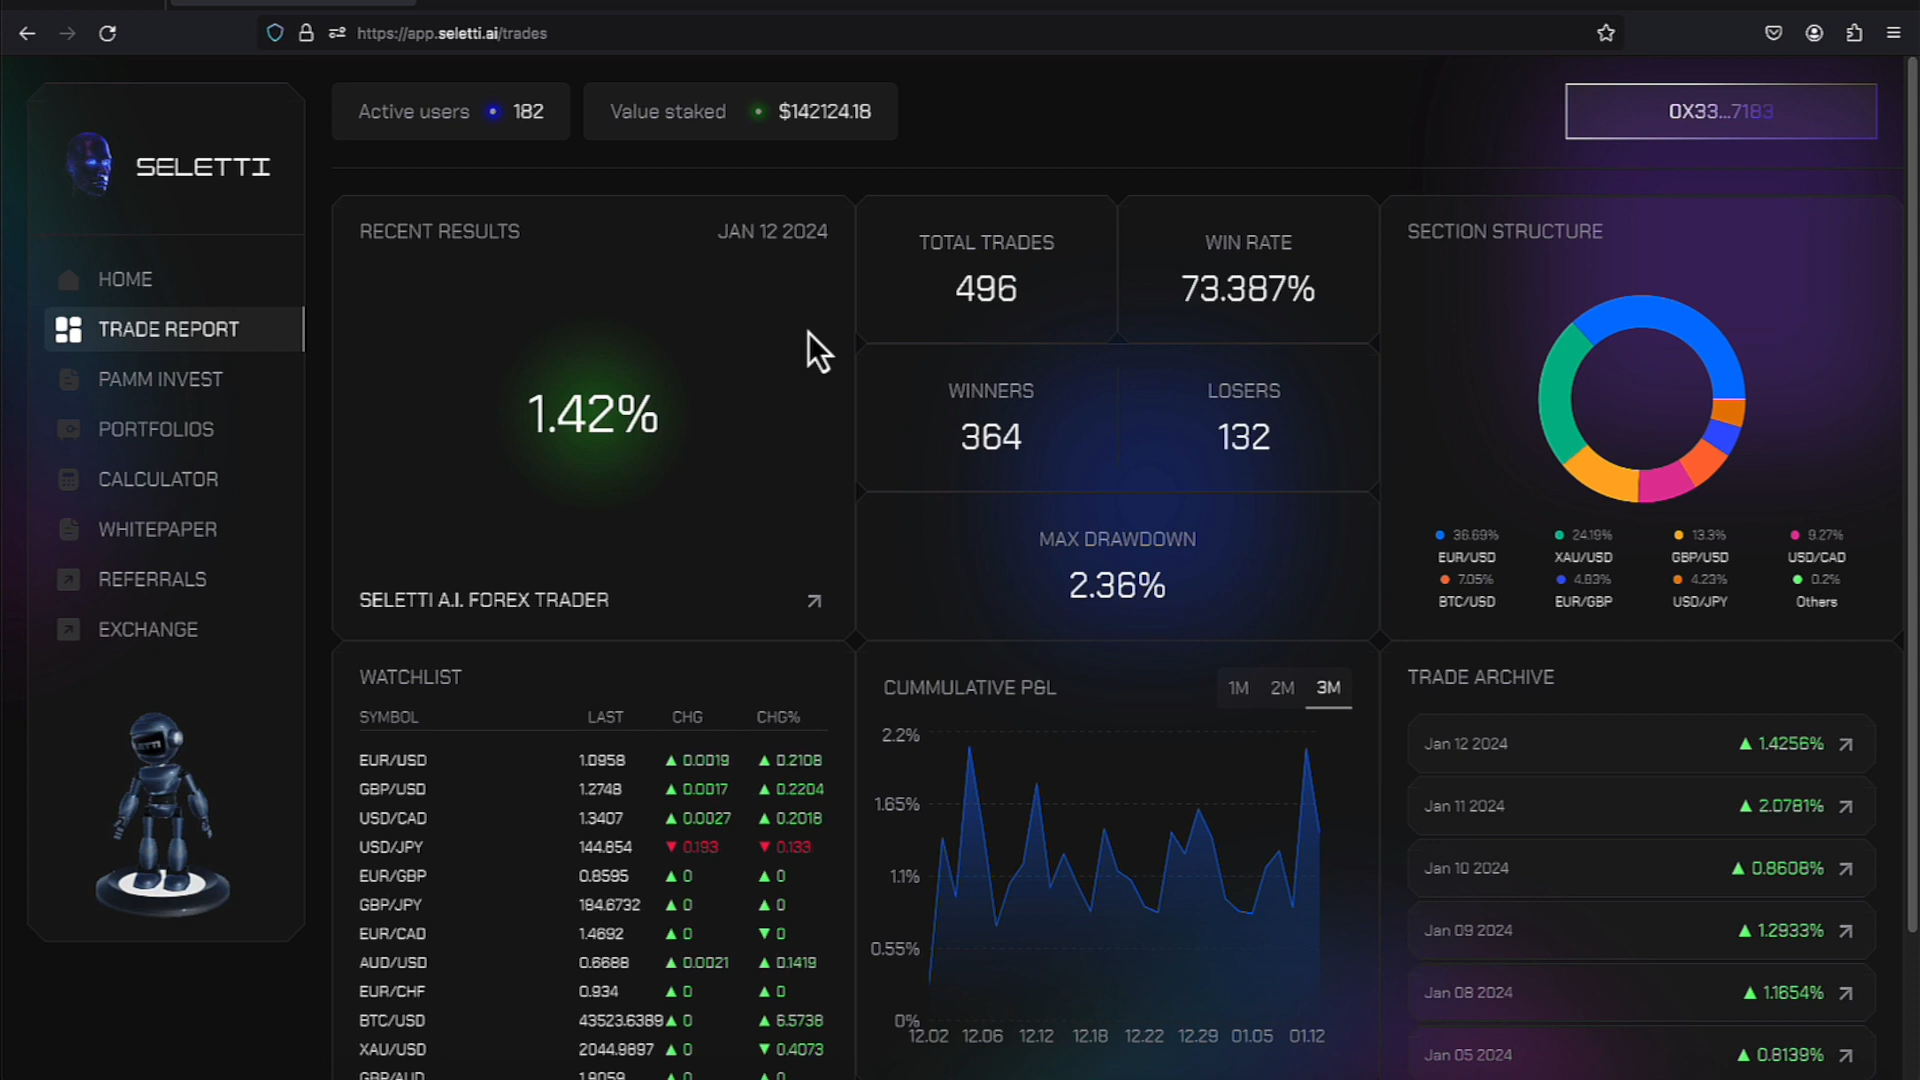 https://app.seletti.ai/trades
Active users 182
Value staked $142124.18
0X33...7183
SELETTI
HOME
TRADE REPORT
PAMM INVEST
PORTFOLIOS
CALCULATOR
WHITEPAPER
REFERRALS
EXCHANGE
RECENT RESULTS JAN 12 2024
1.42%
SELETTI A.I. FOREX TRADER
TOTAL TRADES
496
WIN RATE
73.387%
WINNERS
364
LOSERS
132
MAX DRAWDOWN
2.36%
SECTION STRUCTURE
36.69% 24.19% 13.3% 9.27%
EUR/USD XAU/USD GBP/USD USD/CAD
7.05% 4.83% 4.23% 0.2%
BTC/USD EUR/GBP USD/JPY Others
WATCHLIST
SYMBOL LAST CHG CHG%
EUR/USD 1.0958 ▲ 0.0019 ▲ 0.2108
GBP/USD 1.2748 ▲ 0.0017 ▲ 0.2204
USD/CAD 1.3407 ▲ 0.0027 ▲ 0.2018
USD/JPY 144.854 ▼ 0.193 ▼ 0.133
EUR/GBP 0.8595 ▲ 0 ▲ 0
GBP/JPY 184.6732 ▲ 0 ▲ 0
EUR/CAD 1.4692 ▲ 0 ▼ 0
AUD/USD 0.6688 ▲ 0.0021 ▲ 0.1419
EUR/CHF 0.934 ▲ 0 ▲ 0
BTC/USD 43523.6389 ▲ 0 ▲ 6.5738
XAU/USD 2044.9897 ▲ 0 ▼ 0.4073
GBP/AUD 1.9059 ▲ 0 ▲ 0
CUMMULATIVE P&L
1M 2M 3M
2.2%
1.65%
1.1%
0.55%
0%
12.02 12.06 12.12 12.18 12.22 12.29 01.05 01.12
TRADE ARCHIVE
Jan 12 2024 ▲ 1.4256%
Jan 11 2024 ▲ 2.0781%
Jan 10 2024 ▲ 0.8608%
Jan 09 2024 ▲ 1.2933%
Jan 08 2024 ▲ 1.1654%
Jan 05 2024 ▲ 0.8139%